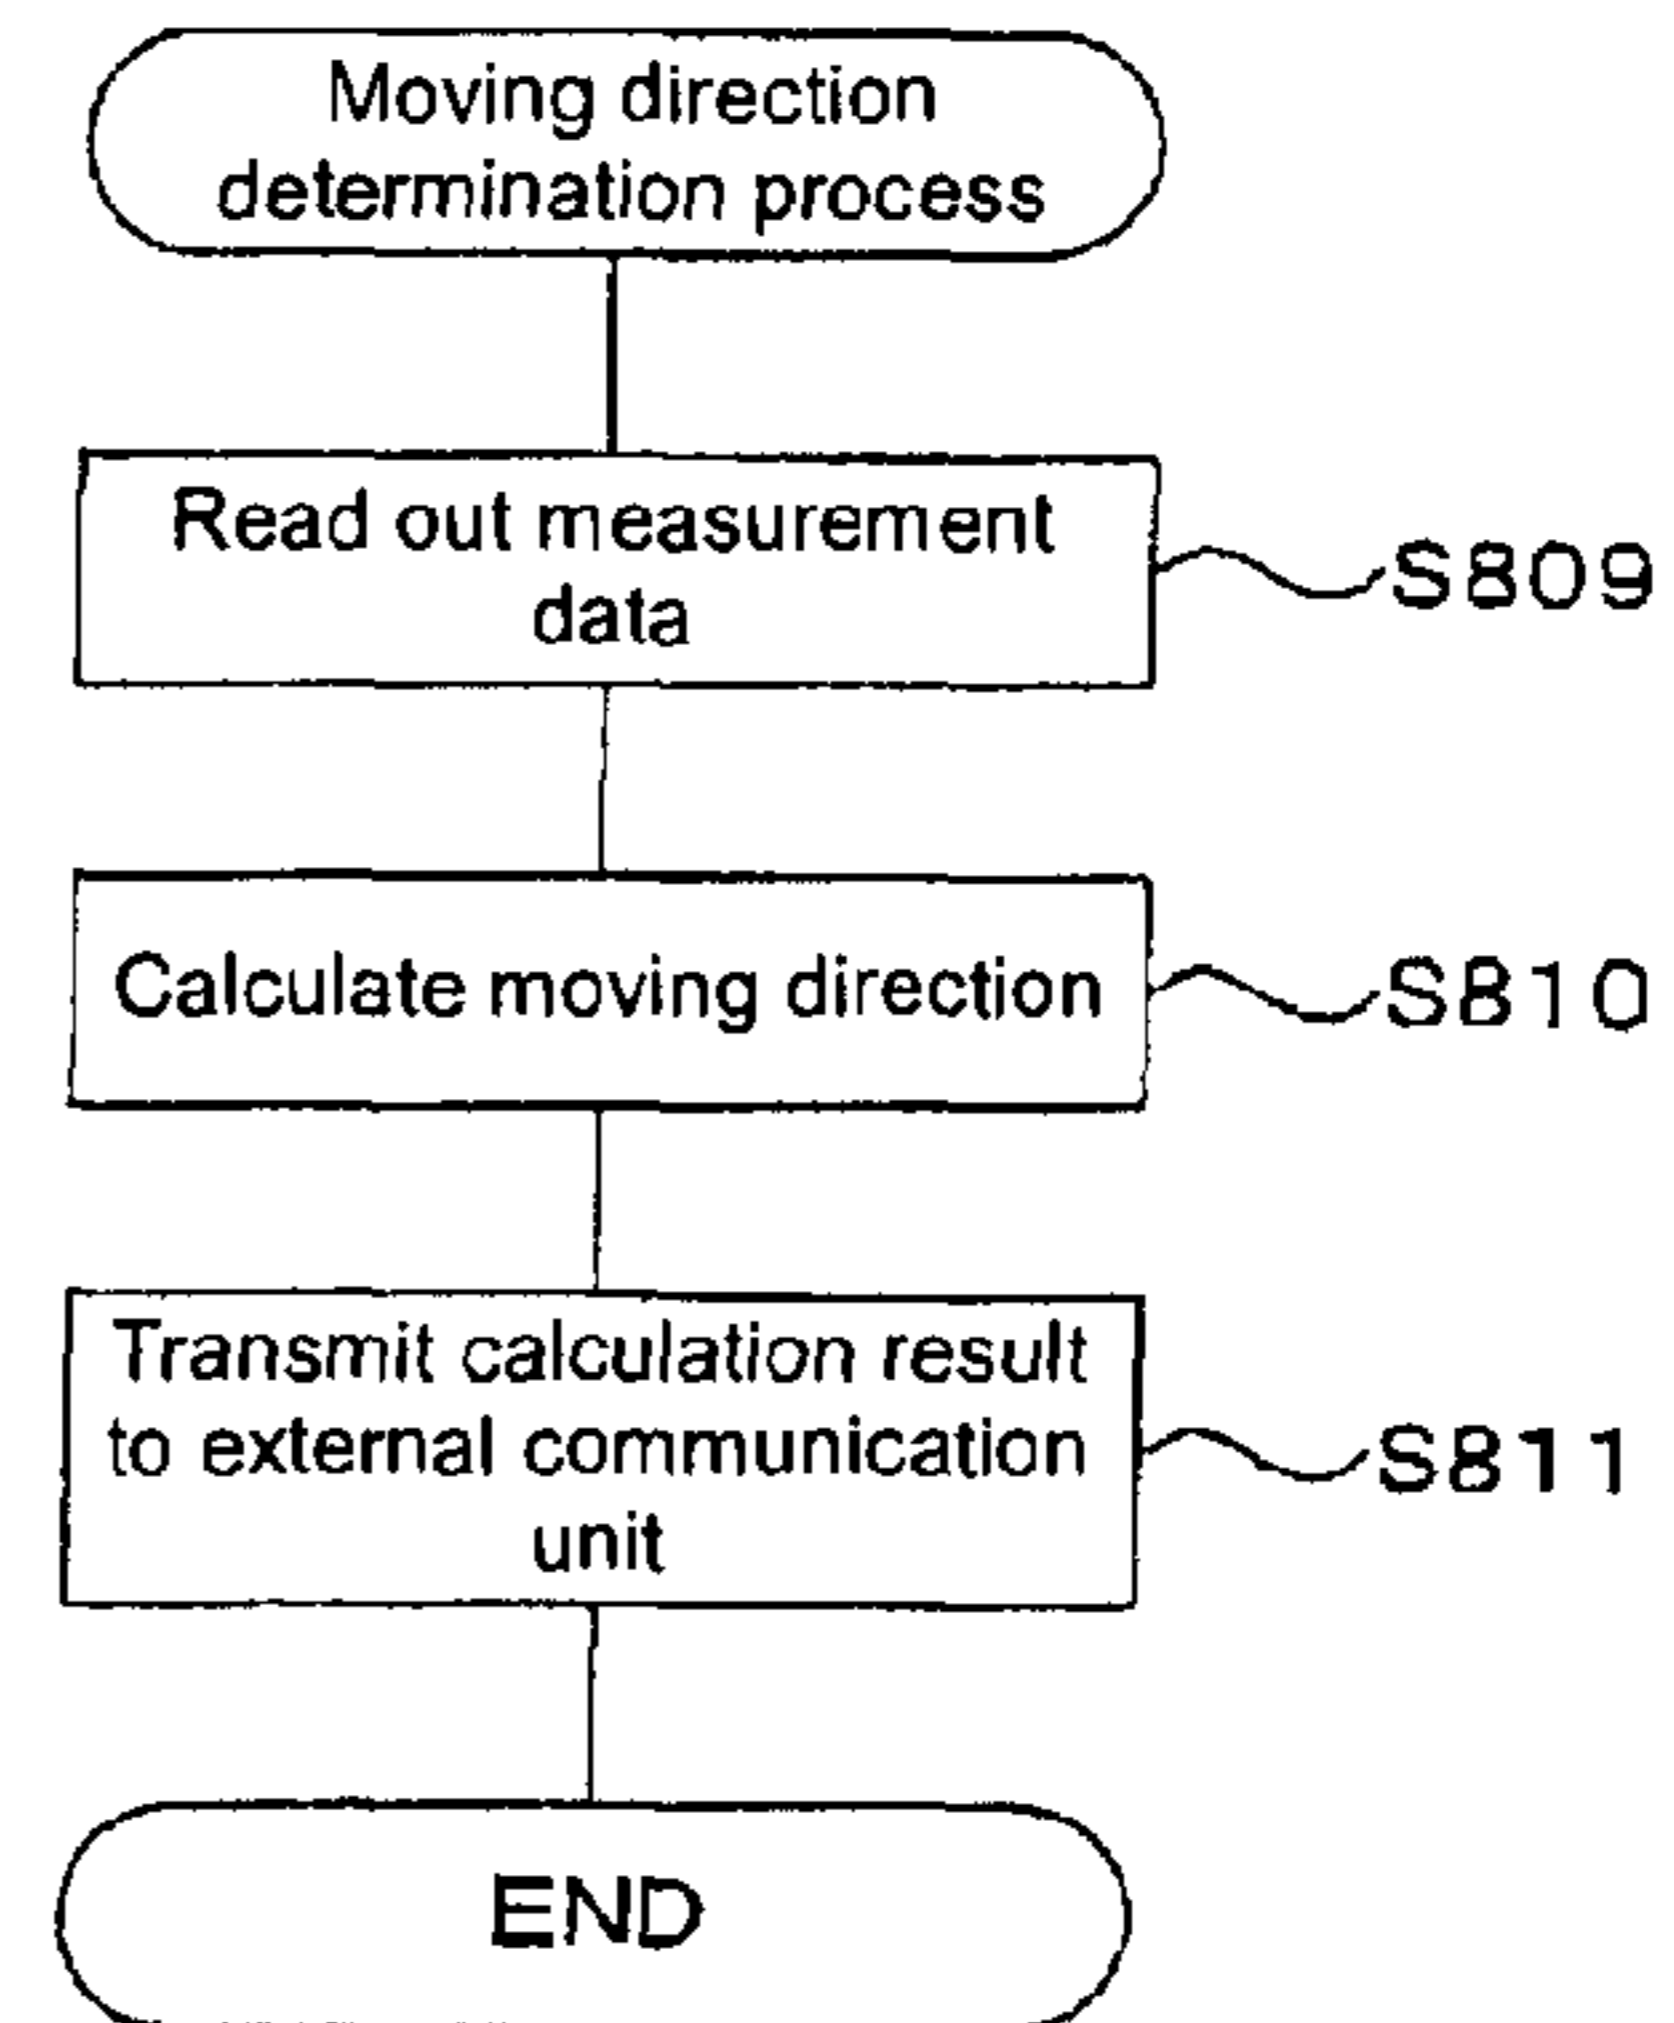 Moving direction
determination process
Read out measurement
data
S809
Calculate moving direction
S810
Transmit calculation result
to external communication
unit
S811
END